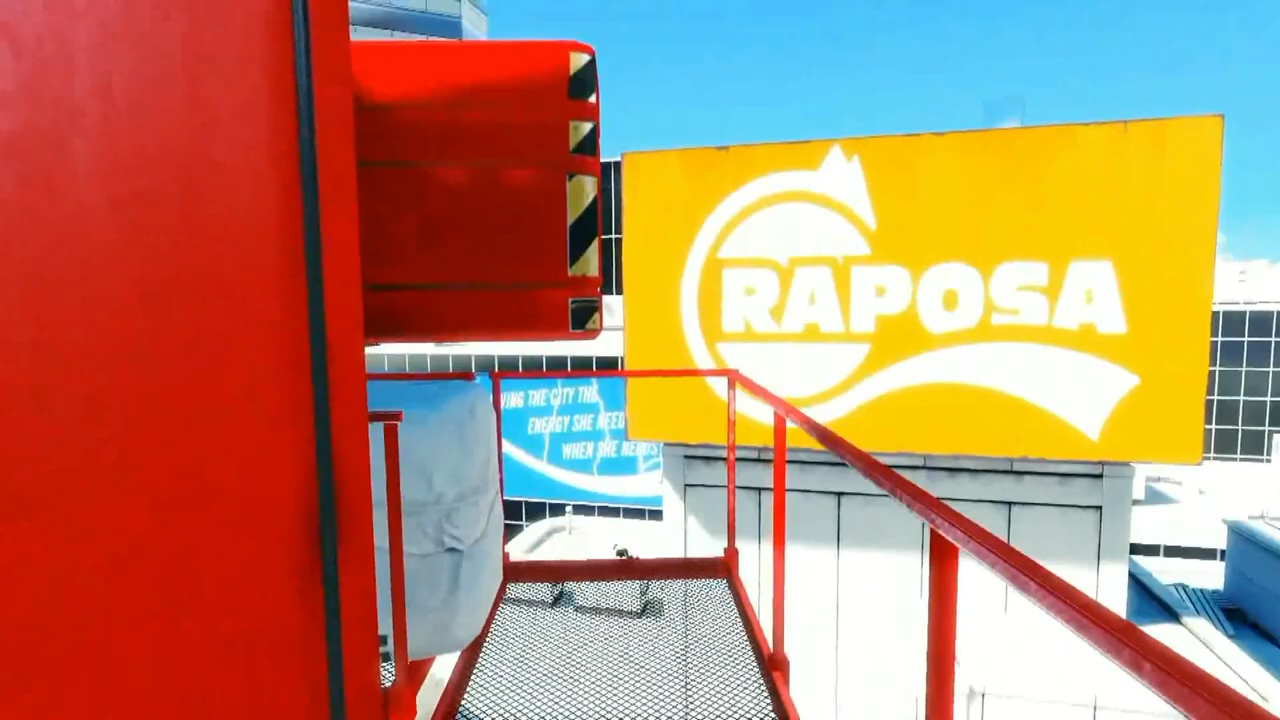 RAPOSA
THE CITY THE
ENERGY SHE NEED
WHEN SHE NEEDS